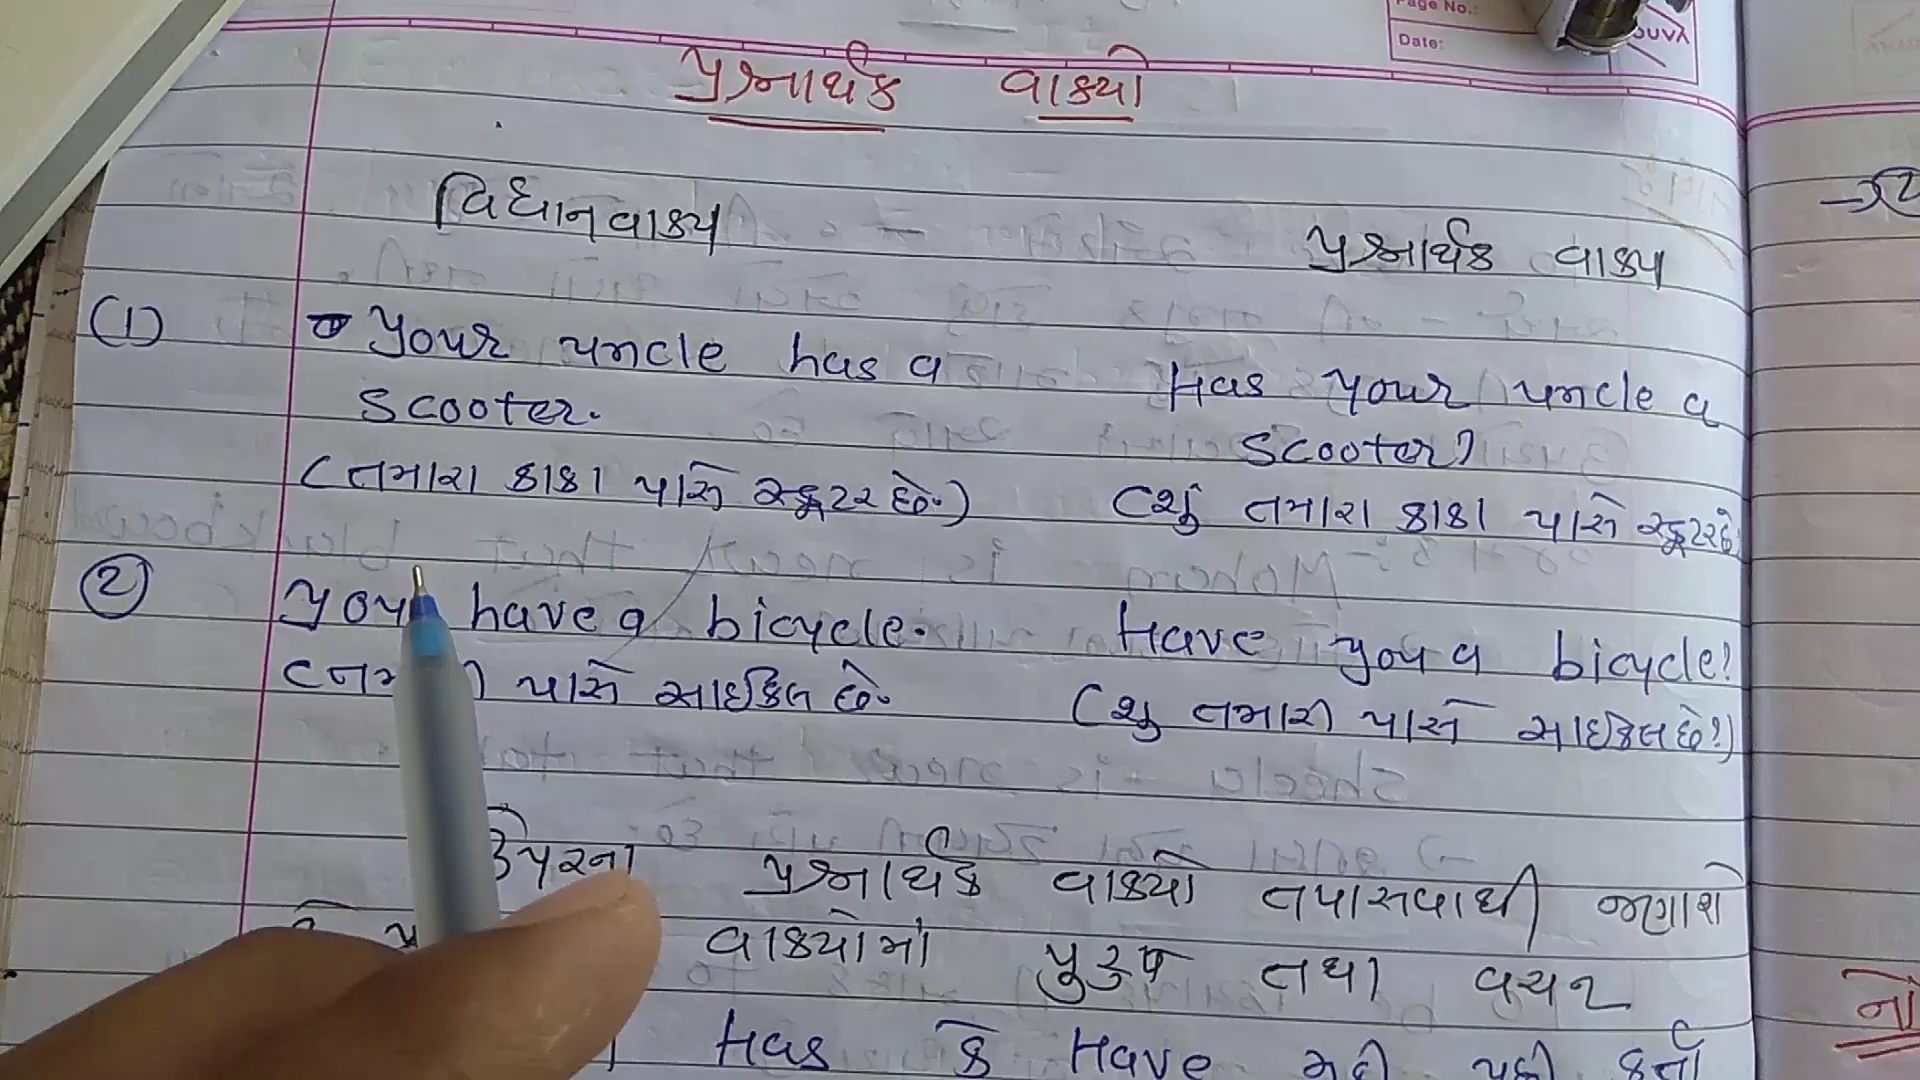 Page No.:
Date:
પ્રશ્નાર્થક વાક્યો
વિધાનવાક્ય પ્રશ્નાર્થક વાક્ય
(1) Your uncle has a Has your uncle a
Scooter. Scooter?
(તમારા કાકા પાસે સ્કૂટર છે.) (શું તમારા કાકા પાસે સ્કૂટર છે
(2) You have a bicycle. Have you a bicycle?
પાસે સાઇકલ છે. (શું તમારી પાસે સાઇકલ છે?)
ઉપરના પ્રશ્નાર્થક વાક્યો તપાસવાથી જણાશે
વાક્યોમાં પુરુષ તથા વચન
Has કે Have મૂકી પછી કર્તા